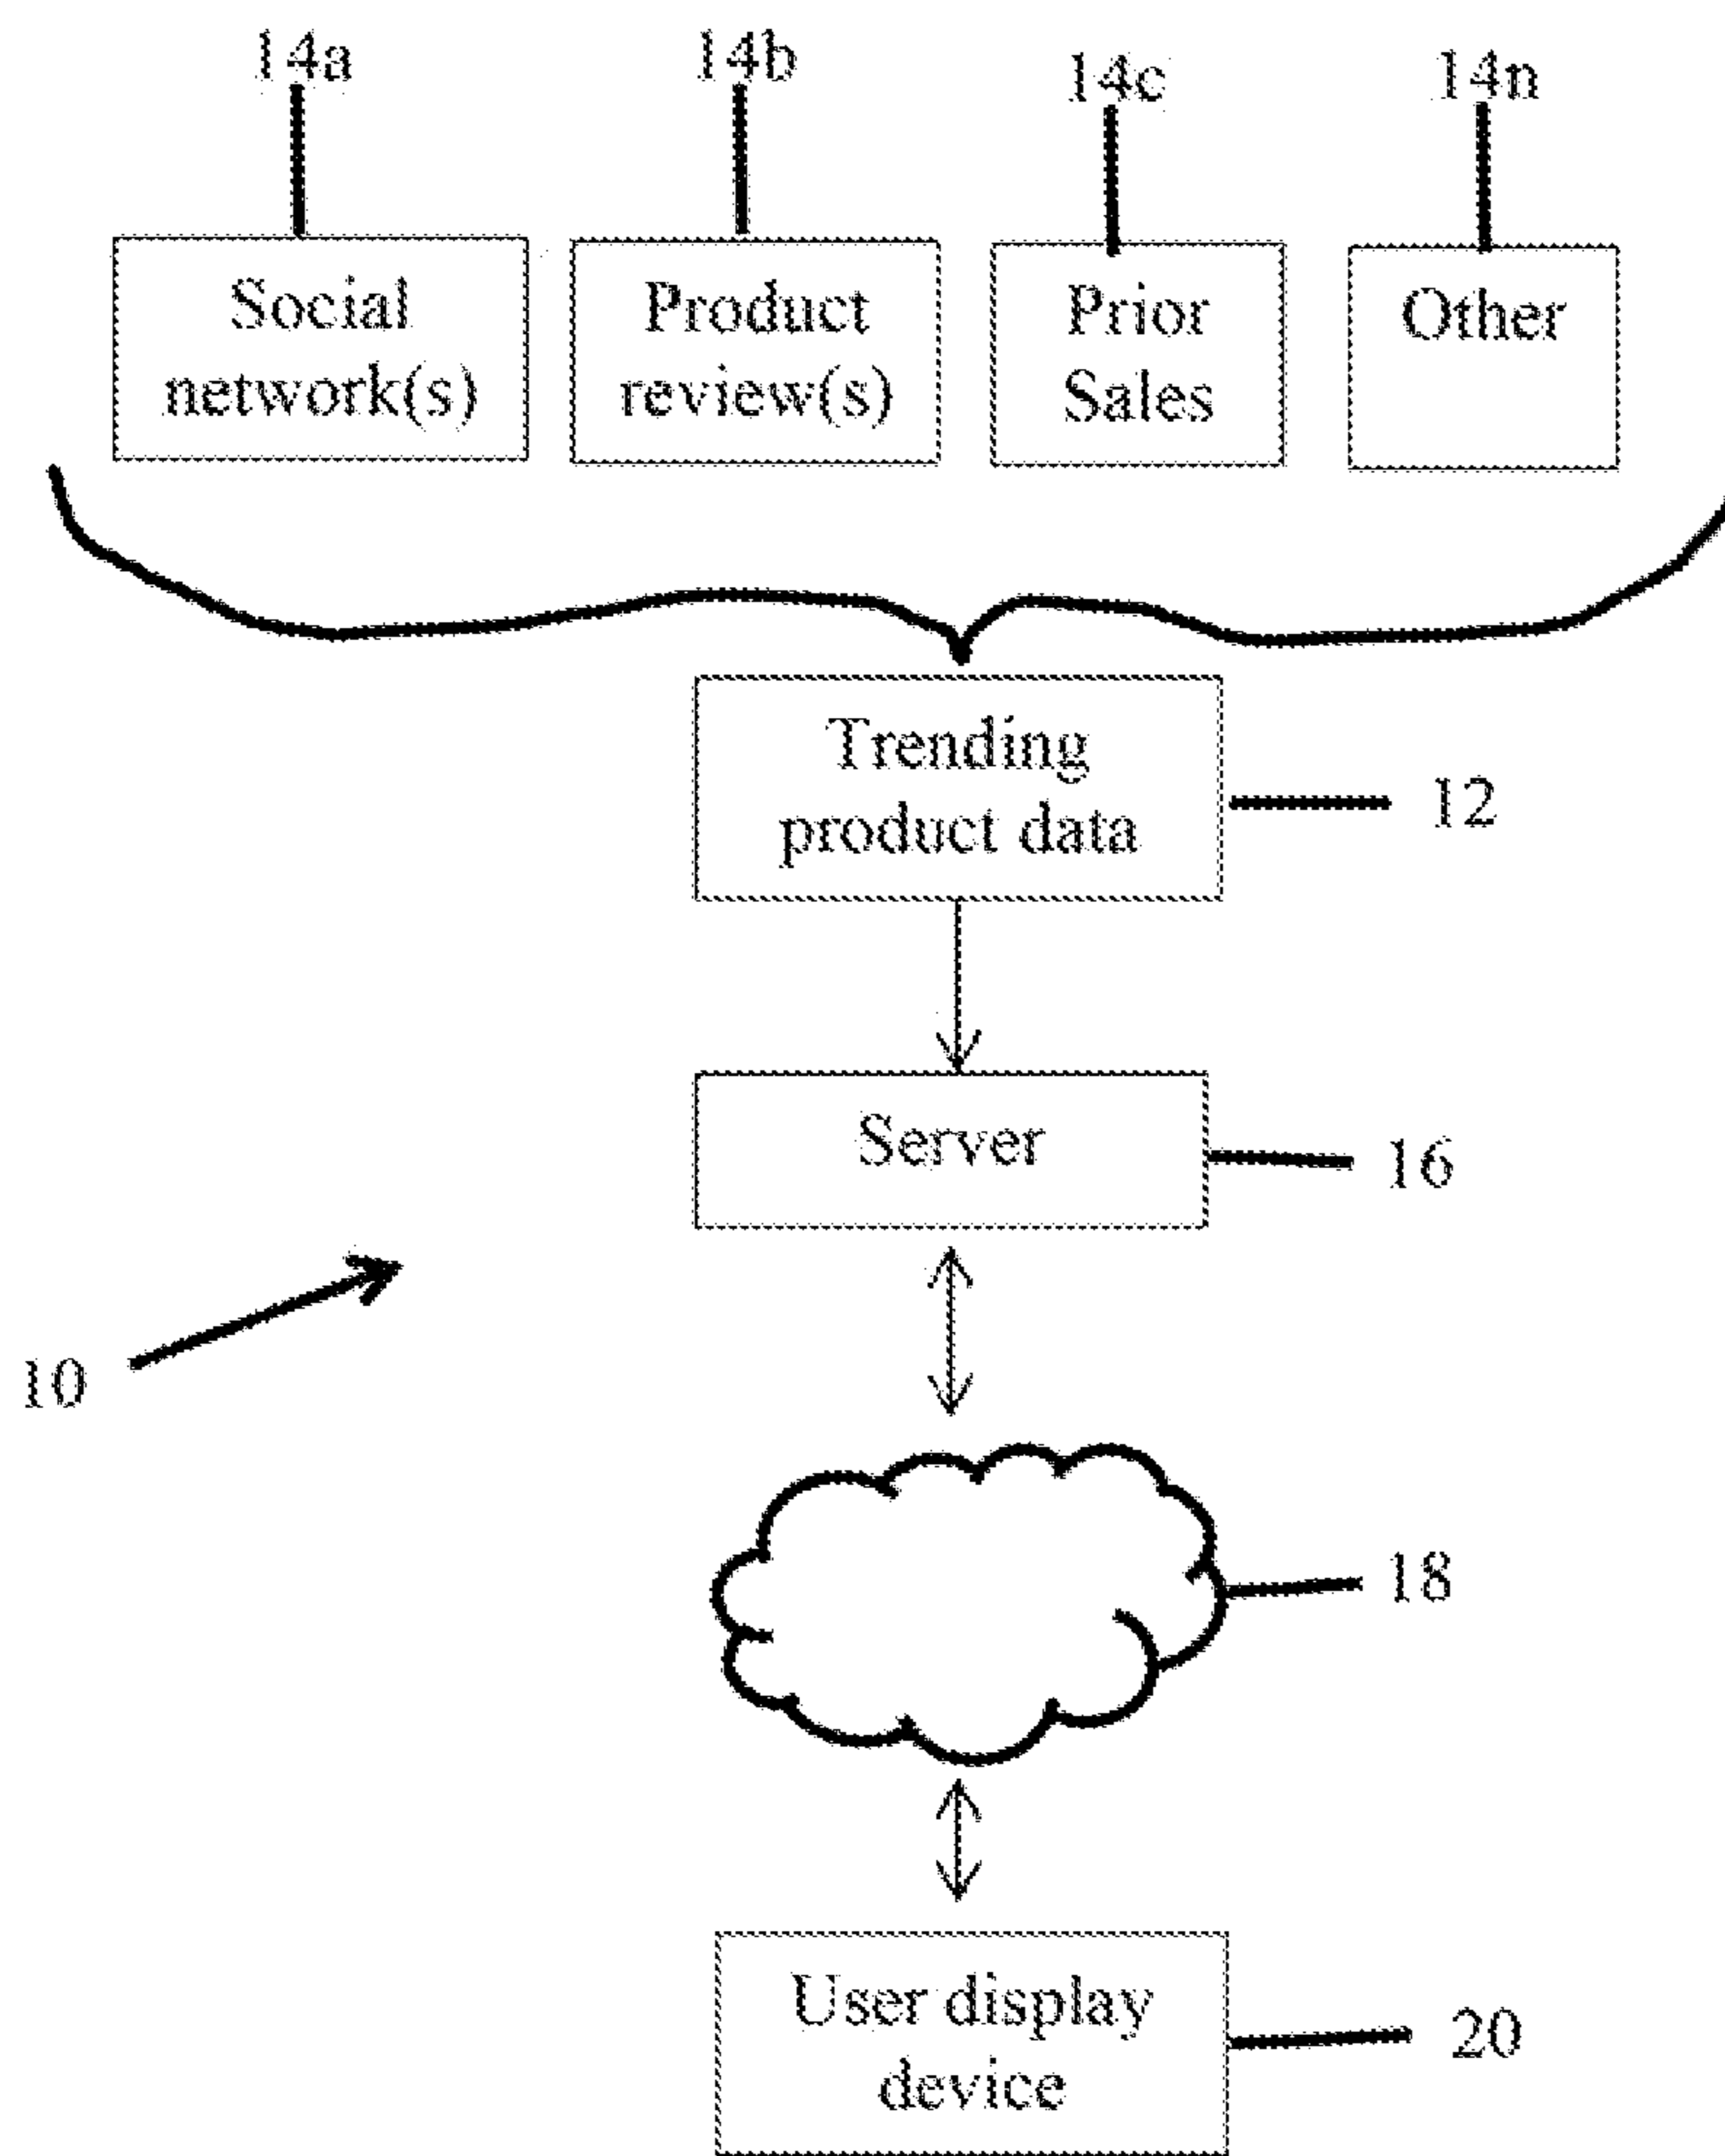 14a
14b
14c
14n
Social
network(s)
Product
review(s)
Prior
Sales
Other
Trending
product data
12
Server
16
10
18
User display
device
20